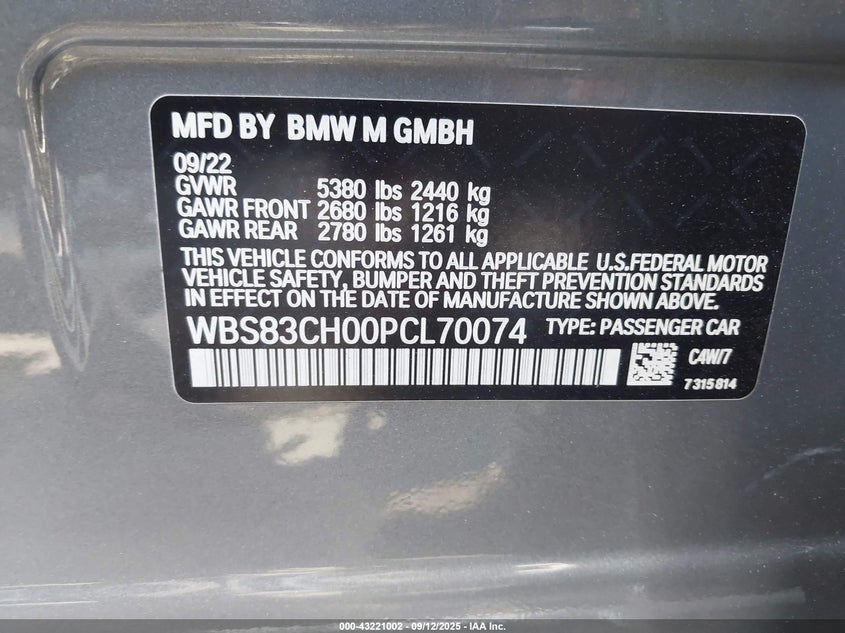 MFD BY BMW M GMBH
09/22
GVWR 5380 lbs 2440 kg
GAWR FRONT 2680 lbs 1216 kg
GAWR REAR 2780 lbs 1261 kg
THIS VEHICLE CONFORMS TO ALL APPLICABLE U.S.FEDERAL MOTOR
VEHICLE SAFETY, BUMPER AND THEFT PREVENTION STANDARDS
IN EFFECT ON THE DATE OF MANUFACTURE SHOWN ABOVE.
WBS83CH00PCL70074 TYPE: PASSENGER CAR
C4W/7
7315814
000-43221002 - 09/12/2025 - IAA Inc.